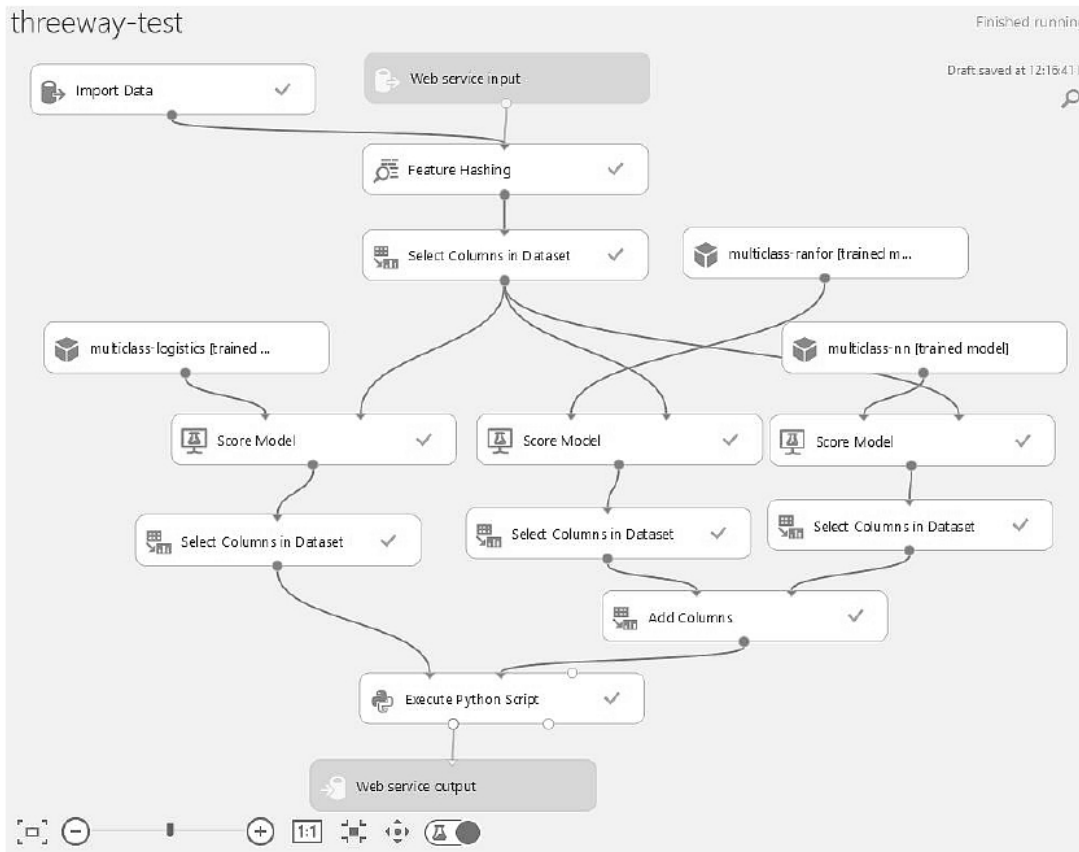 threeway-test
Finished running
Draft saved at 12:16:41
Import Data
Web service input
Feature Hashing
Select Columns in Dataset
multiclass-ranfor [trained m...
multiclass-logistics [trained ...
multiclass-nn [trained model]
Score Model
Score Model
Score Model
Select Columns in Dataset
Select Columns in Dataset
Select Columns in Dataset
Add Columns
Execute Python Script
Web service output
1:1